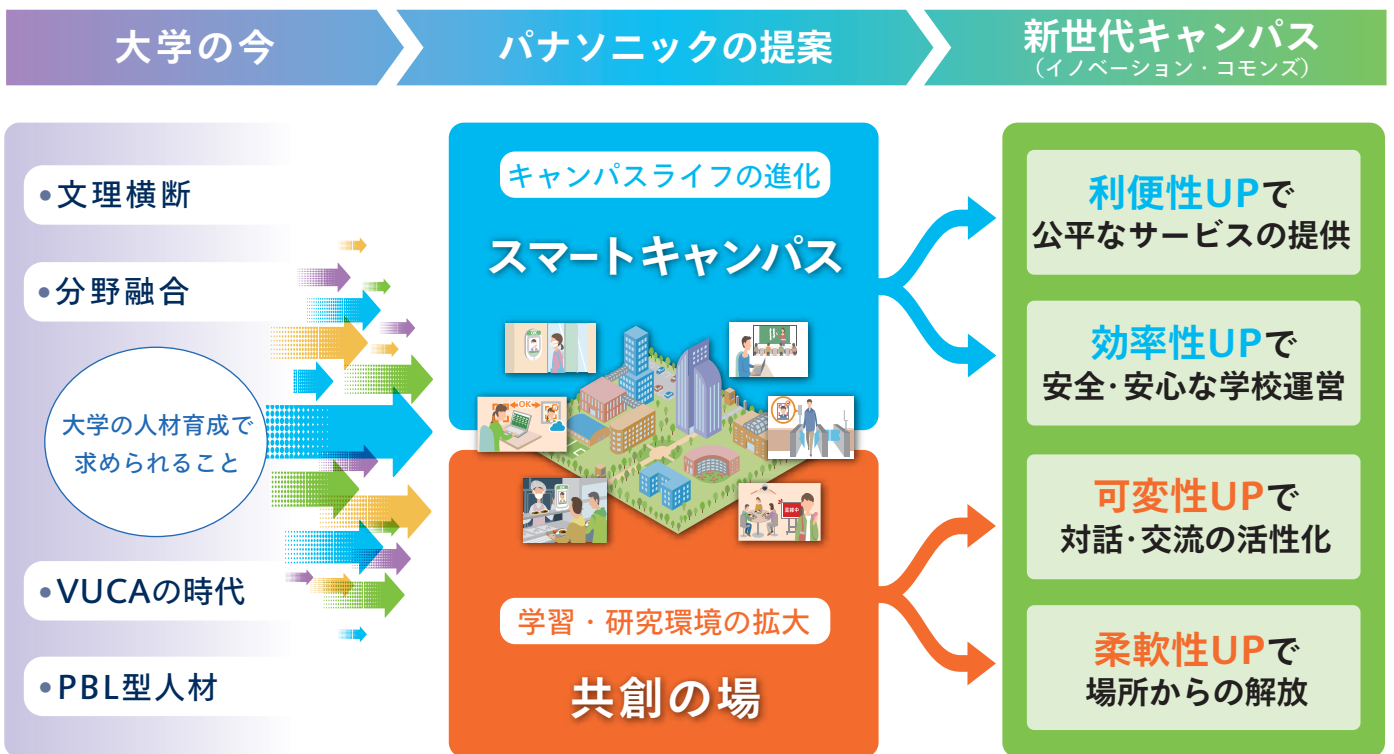 大学の今
パナソニックの提案
新世代キャンパス
（イノベーション・コモンズ）
•文理横断
•分野融合
大学の人材育成で
求められること
•VUCAの時代
•PBL型人材
キャンパスライフの進化
スマートキャンパス
OK
学習・研究環境の拡大
共創の場
利便性UPで
公平なサービスの提供
効率性UPで
安全・安心な学校運営
可変性UPで
対話・交流の活性化
柔軟性UPで
場所からの解放